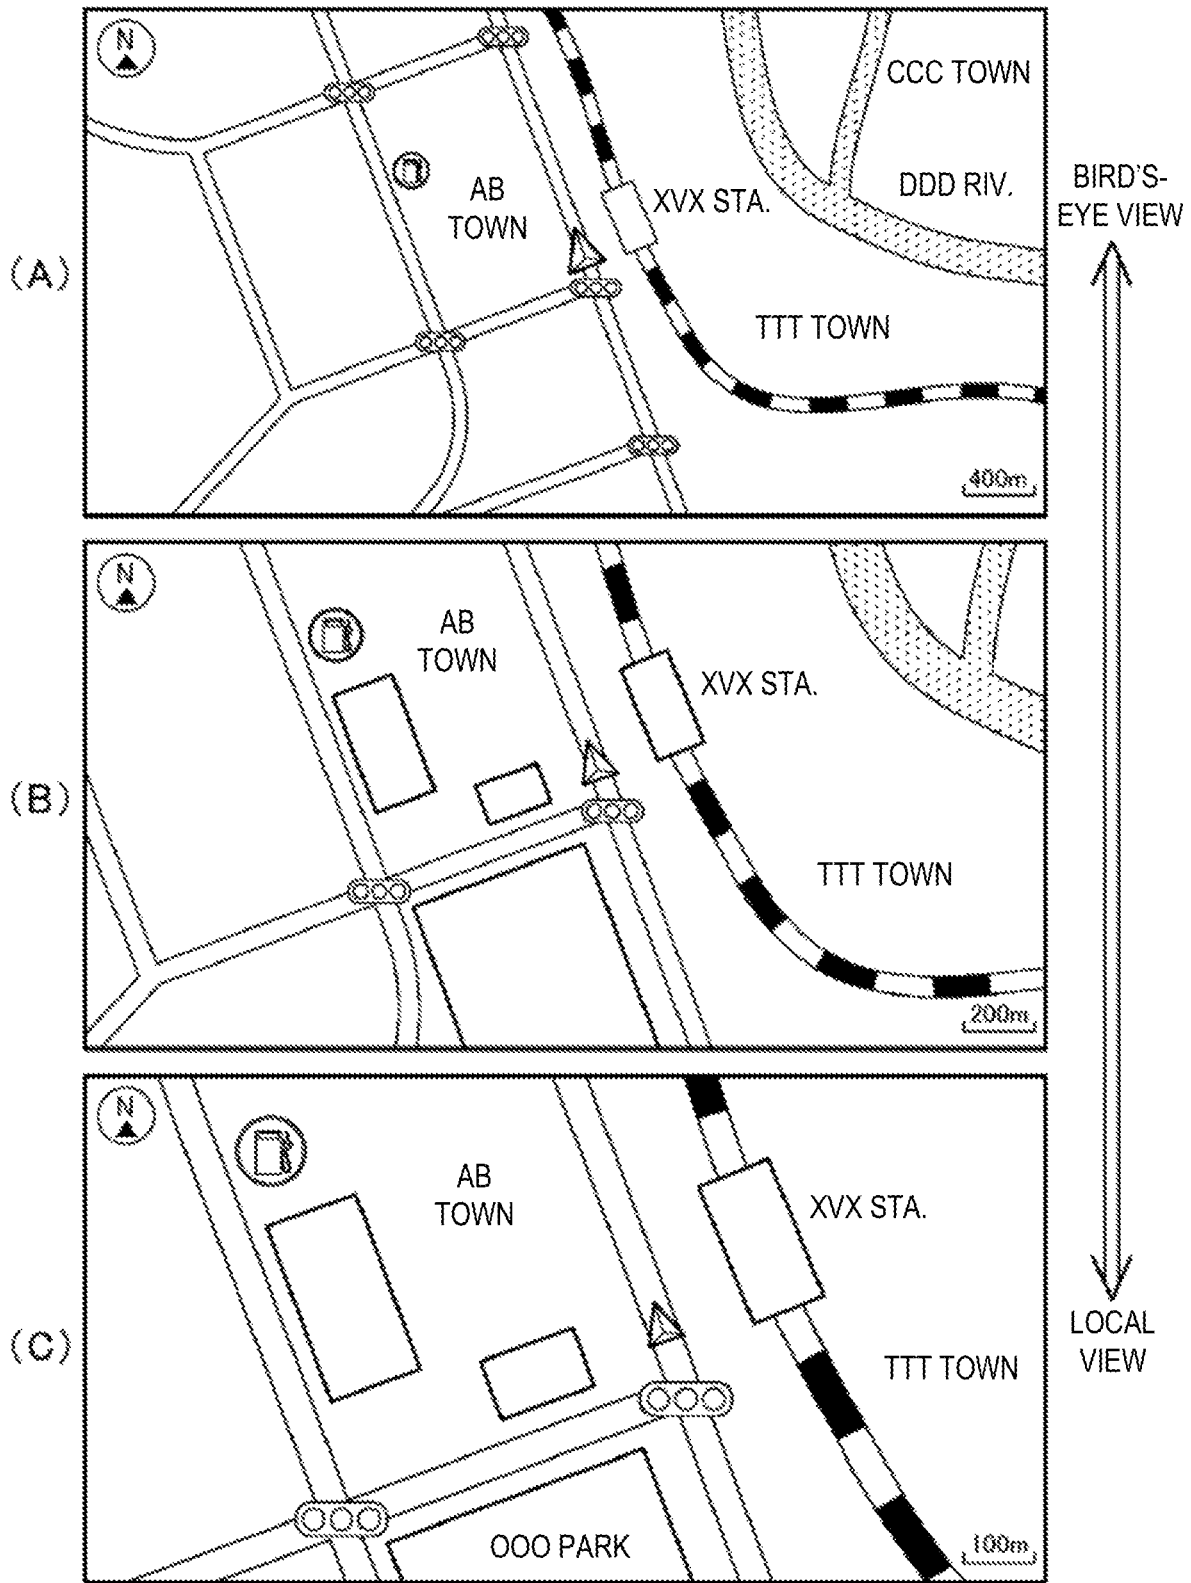 (A)
N
CCC TOWN
DDD RIV.
AB
TOWN
XVX STA.
TTT TOWN
400m
BIRD'S-
EYE VIEW
(B)
N
AB
TOWN
XVX STA.
TTT TOWN
200m
(C)
N
AB
TOWN
XVX STA.
TTT TOWN
OOO PARK
100m
LOCAL
VIEW